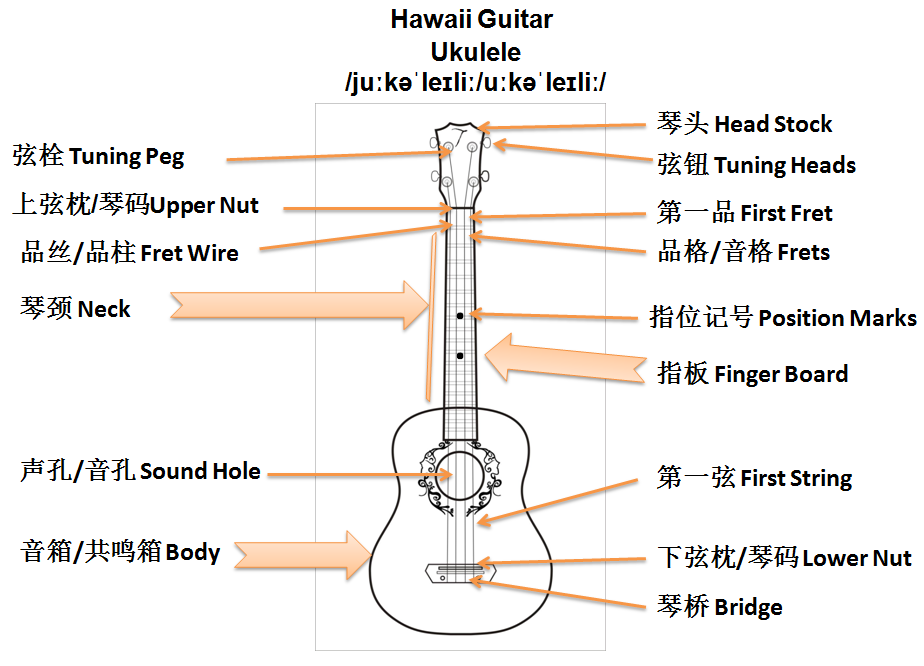 Hawaii Guitar
Ukulele
/juːkəˈleɪliː/uːkəˈleɪliː/
弦栓 Tuning Peg
上弦枕/琴码Upper Nut
品丝/品柱 Fret Wire
琴颈 Neck
声孔/音孔 Sound Hole
音箱/共鸣箱 Body
琴头 Head Stock
弦钮 Tuning Heads
第一品 First Fret
品格/音格 Frets
指位记号 Position Marks
指板 Finger Board
第一弦 First String
下弦枕/琴码 Lower Nut
琴桥 Bridge